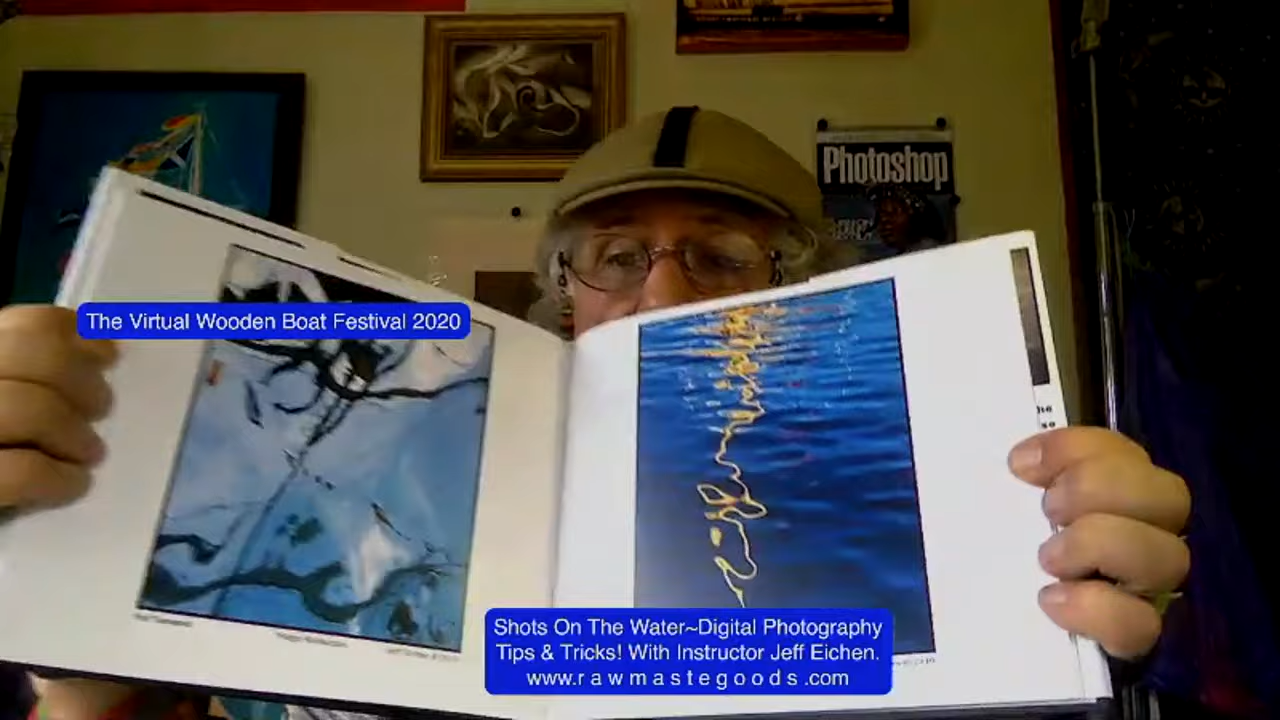 Photoshop
The Virtual Wooden Boat Festival 2020
Shots On The Water~Digital Photography
Tips & Tricks! With Instructor Jeff Eichen.
www.r a w m a s t e g o o d s .com